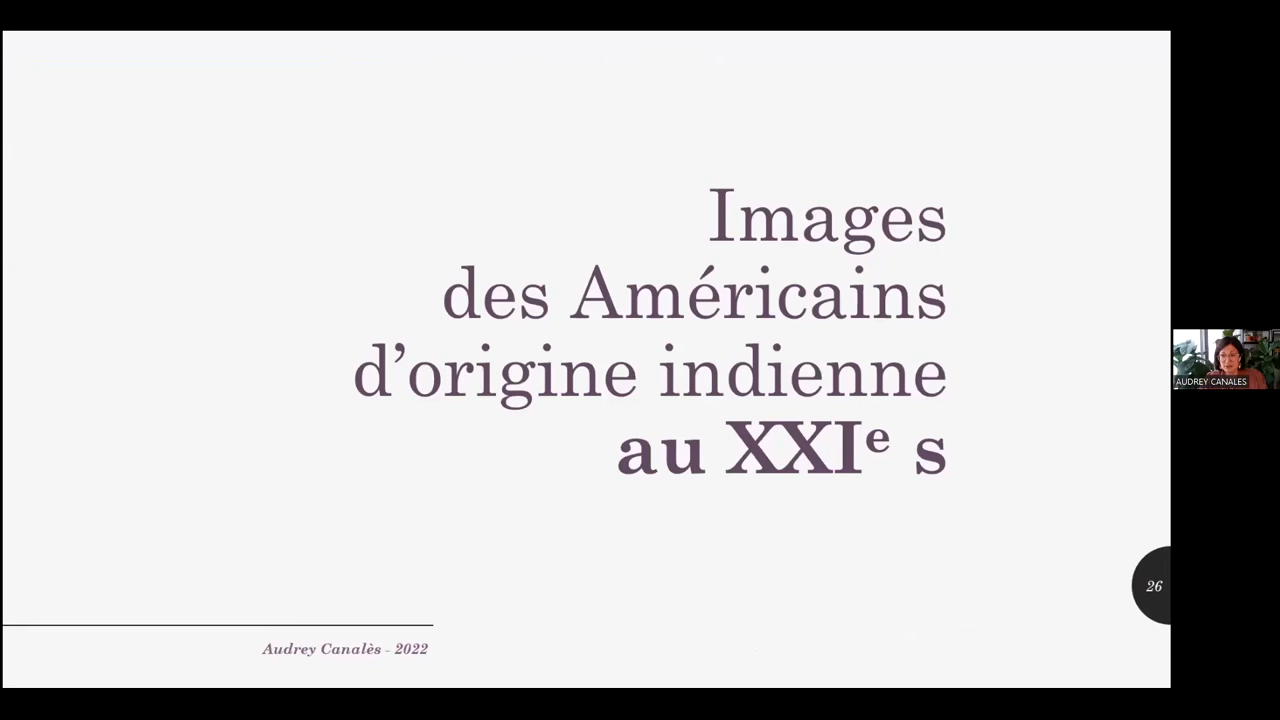 Images
des Américains
d’origine indienne
au XXIᵉ s
26
Audrey Canalès - 2022
AUDREY CANALES